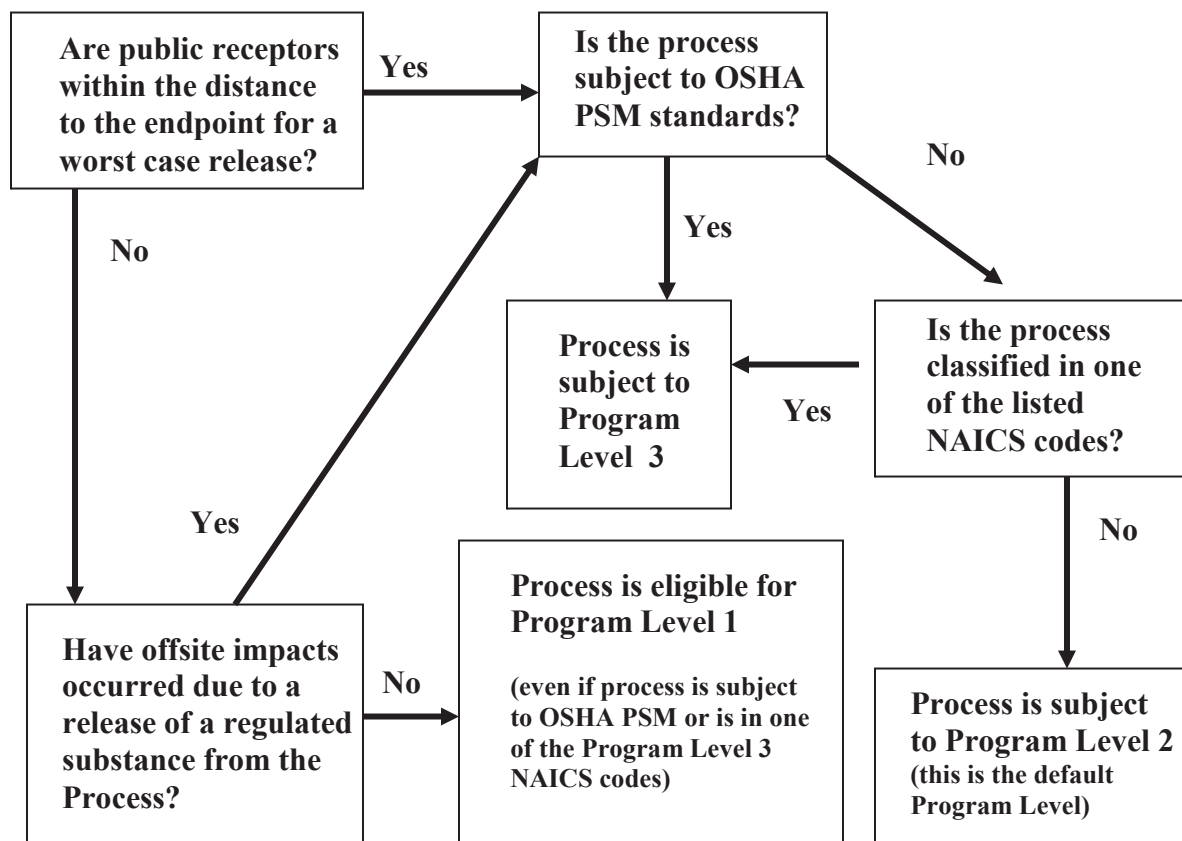 Are public receptors
within the distance
to the endpoint for a
worst case release?
Yes
Is the process
subject to OSHA
PSM standards?
No
Yes
No
Process is
subject to
Program
Level 3
Yes
Is the process
classified in one
of the listed
NAICS codes?
Yes
No
Have offsite impacts
occurred due to a
release of a regulated
substance from the
Process?
No
Process is eligible for
Program Level 1
(even if process is subject
to OSHA PSM or is in one
of the Program Level 3
NAICS codes)
Process is subject
to Program Level 2
(this is the default
Program Level)